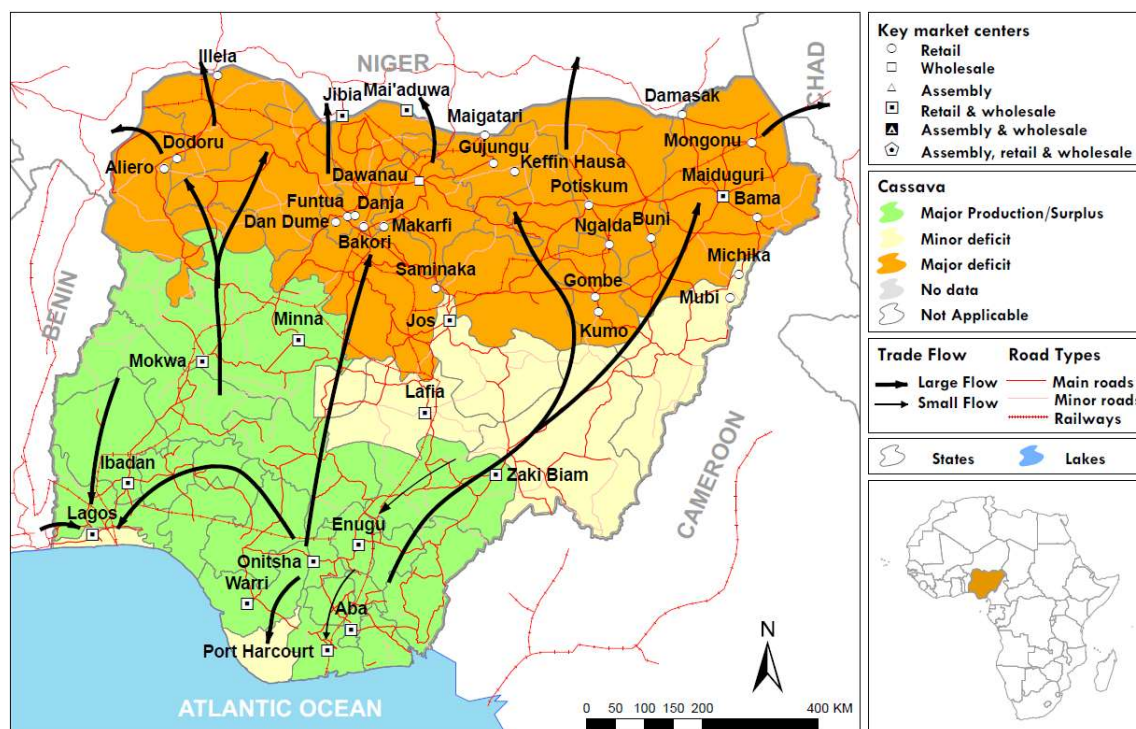 NIGER
CHAD
Illela
Jibia
Mai'aduwa
Damasak
Maigatari
Mongonu
Dodoru
Gujungu
Aliero
Keffin Hausa
Dawanau
Potiskum
Maiduguri
Funtua
Danja
Bama
Dan Dume
Makarfi
Ngalda
Buni
Bakori
Michika
Saminaka
Gombe
Mubi
BENIN
Minna
Jos
Kumo
Mokwa
Lafia
CAMEROON
Ibadan
Zaki Biam
Lagos
Enugu
Onitsha
Warri
Aba
Port Harcourt
N
ATLANTIC OCEAN
0 50 100 200 400 KM
Key market centers
Retail
Wholesale
Assembly
Retail & wholesale
Assembly & wholesale
Assembly, retail & wholesale
Cassava
Major Production/Surplus
Minor deficit
Major deficit
No data
Not Applicable
Trade Flow Road Types
Large Flow Main roads
Small Flow Minor roads
Railways
States Lakes